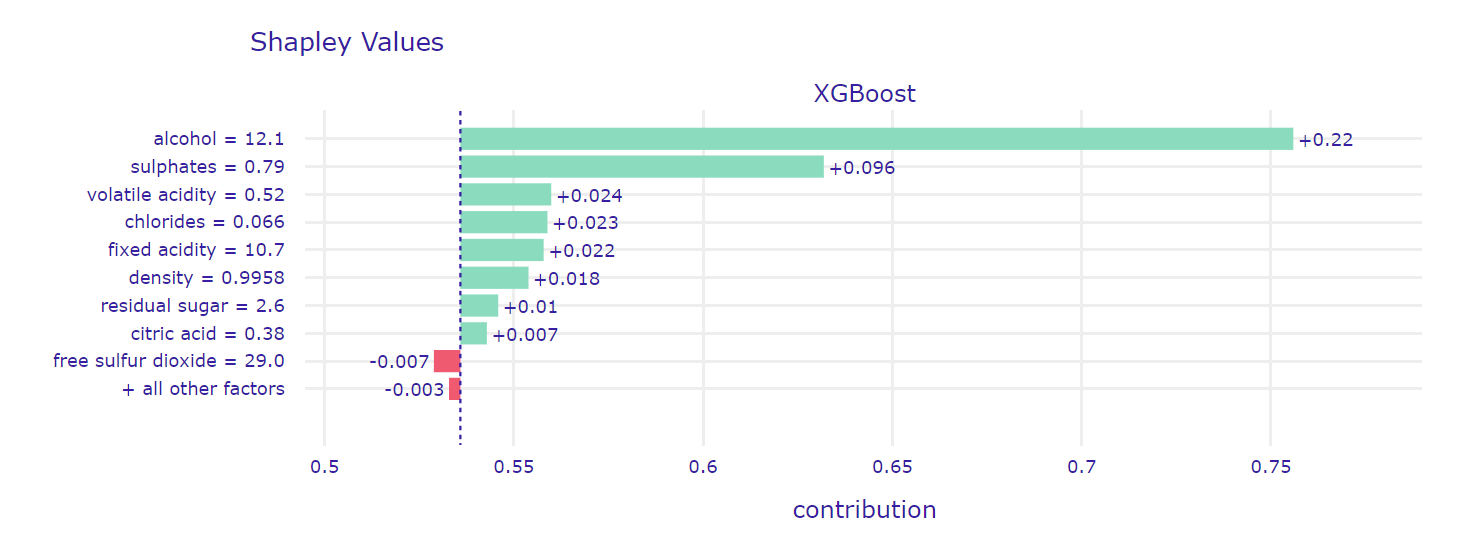 Shapley Values
XGBoost
alcohol = 12.1 +0.22
sulphates = 0.79 +0.096
volatile acidity = 0.52 +0.024
chlorides = 0.066 +0.023
fixed acidity = 10.7 +0.022
density = 0.9958 +0.018
residual sugar = 2.6 +0.01
citric acid = 0.38 +0.007
free sulfur dioxide = 29.0 -0.007
+ all other factors -0.003
0.5 0.55 0.6 0.65 0.7 0.75
contribution